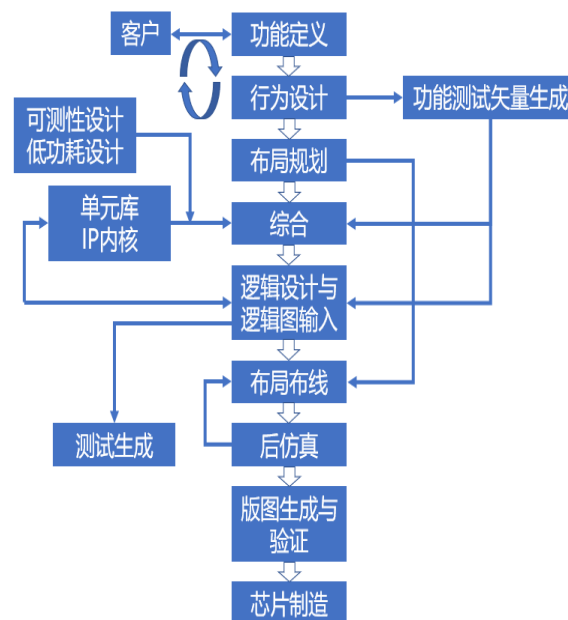 客户
功能定义
行为设计
功能测试矢量生成
可测性设计
低功耗设计
布局规划
单元库
IP内核
综合
逻辑设计与
逻辑图输入
布局布线
测试生成
后仿真
版图生成与
验证
芯片制造